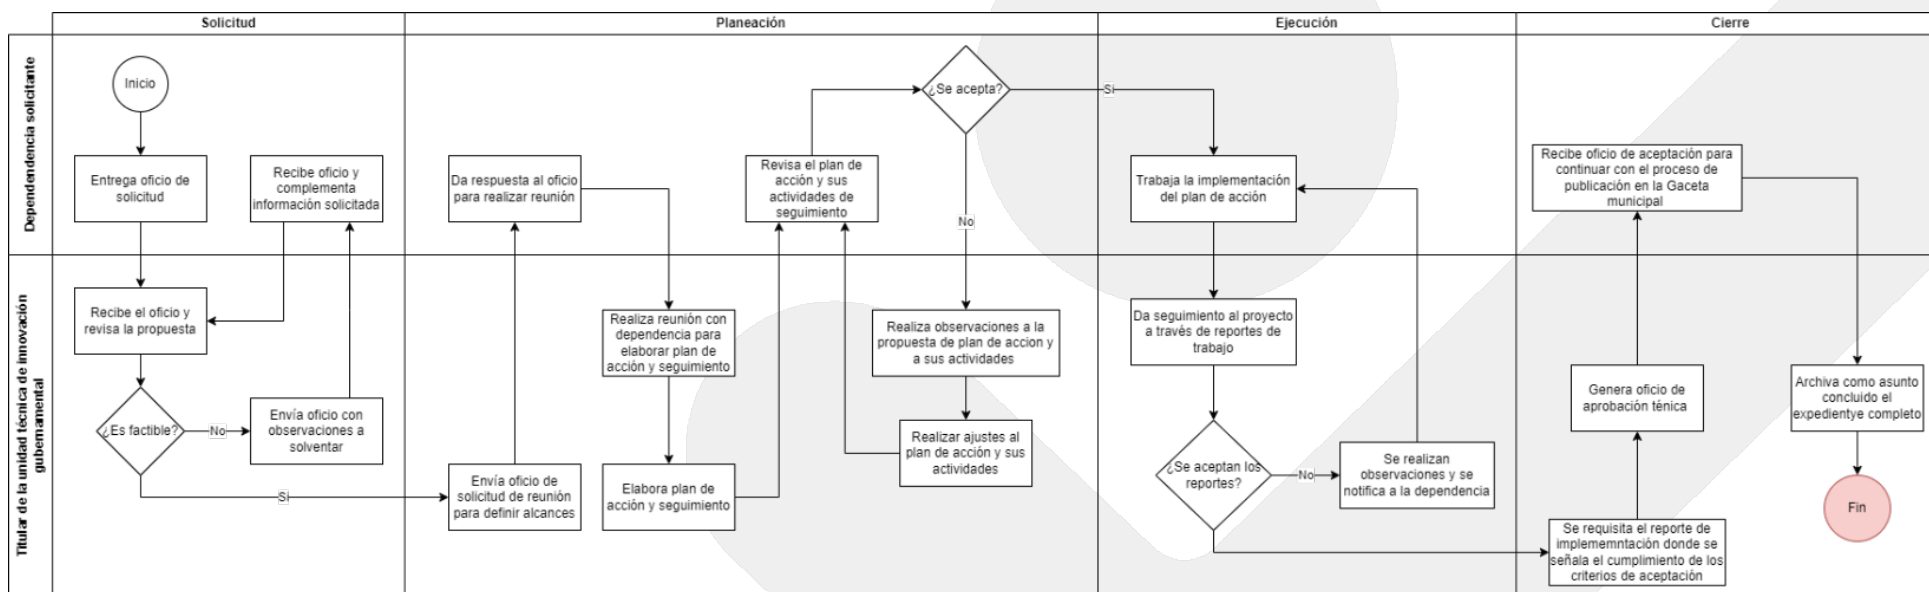 Solicitud
Planeación
Ejecución
Cierre
Dependencia solicitante
Inicio
Entrega oficio de
solicitud
Recibe oficio y
complementa
información solicitada
Da respuesta al oficio
para realizar reunión
Revisa el plan de
acción y sus
actividades de
seguimiento
¿Se acepta?
Si
No
Trabaja la implementación
del plan de acción
Recibe oficio de aceptación para
continuar con el proceso de
publicación en la Gaceta
municipal
Titular de la unidad técnica de innovación
gubernamental
Recibe el oficio y
revisa la propuesta
¿Es factible?
No
Envía oficio con
observaciones a
solventar
Si
Envía oficio de
solicitud de reunión
para definir alcances
Realiza reunión con
dependencia para
elaborar plan de
acción y seguimiento
Elabora plan de
acción y seguimiento
Realiza observaciones a la
propuesta de plan de accion y
a sus actividades
Realizar ajustes al
plan de acción y sus
actividades
Da seguimiento al proyecto
a través de reportes de
trabajo
¿Se aceptan los
reportes?
No
Se realizan
observaciones y se
notifica a la dependencia
Se requisita el reporte de
implememntación donde se
señala el cumplimiento de los
criterios de aceptación
Genera oficio de
aprobación ténica
Archiva como asunto
concluido el
expedientye completo
Fin